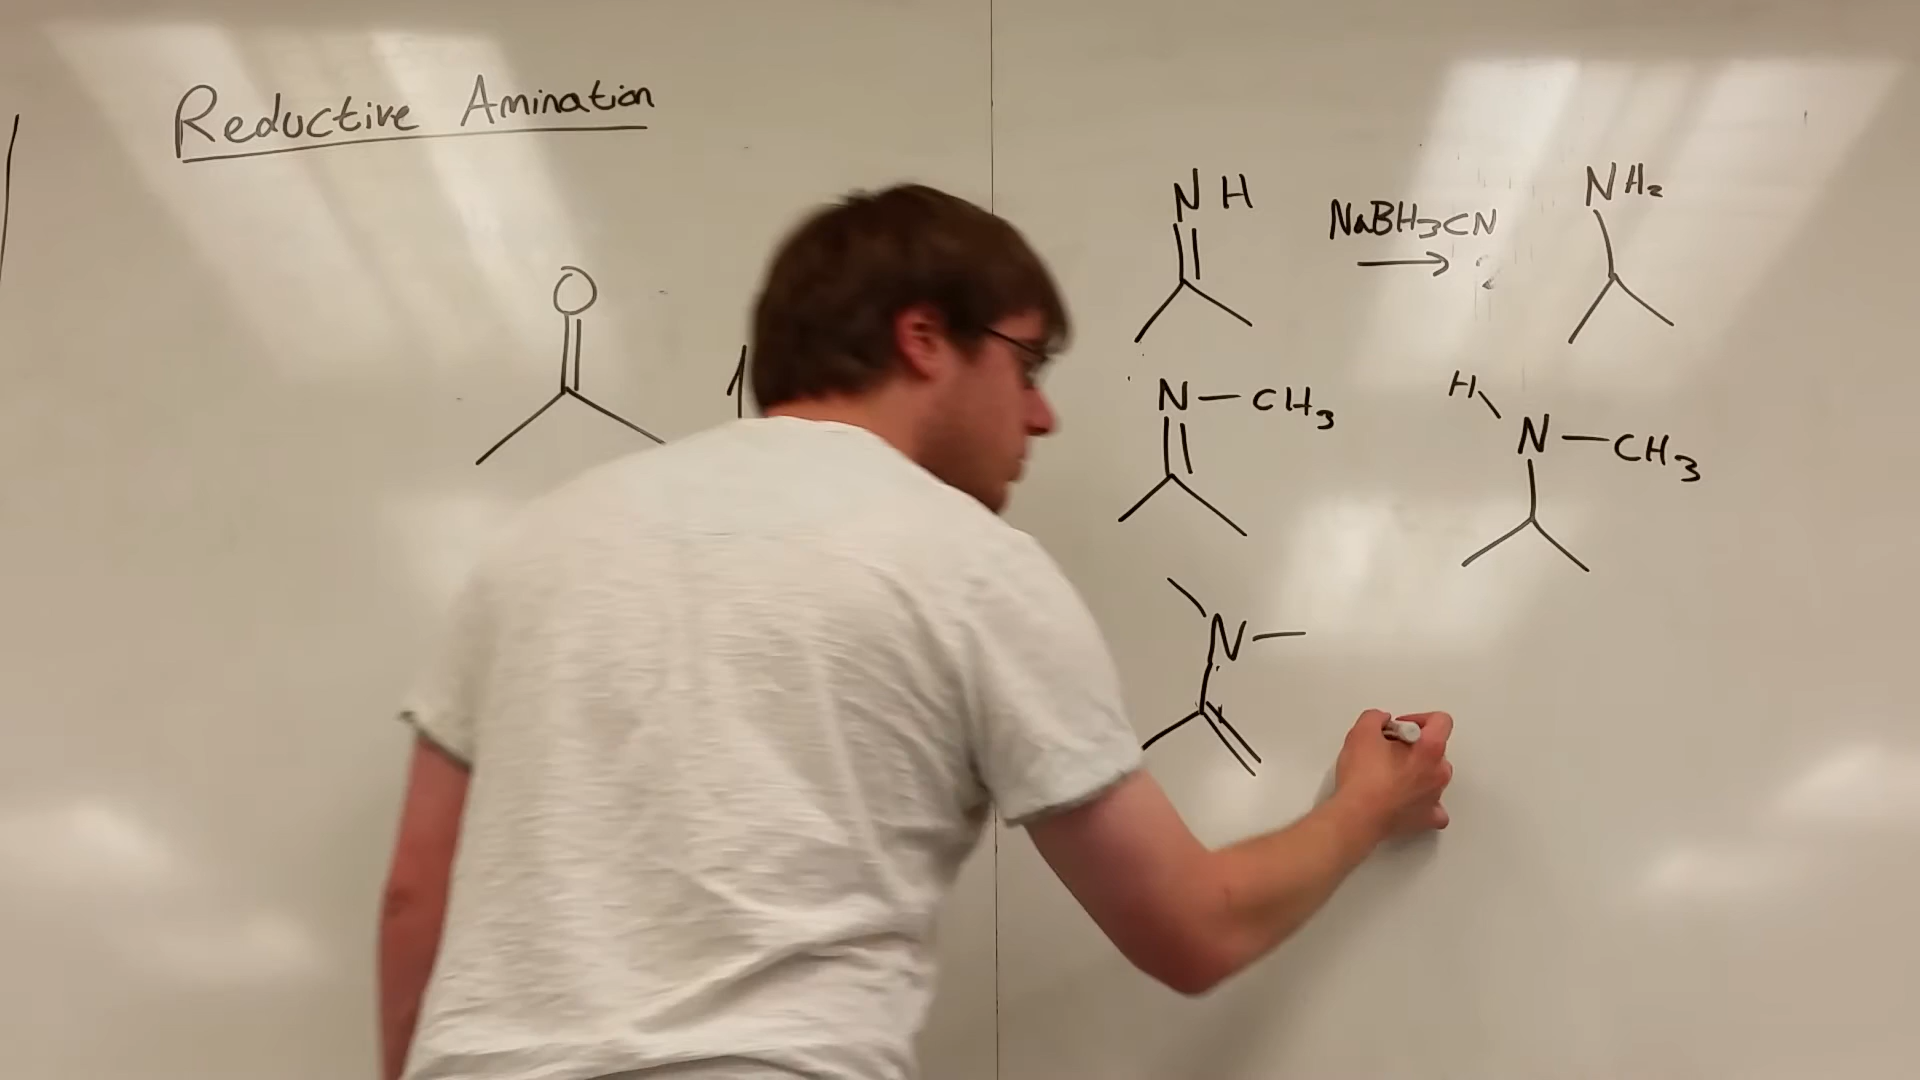 Reductive Amination
O
NH
NaBH3CN
NH2
N-CH3
H
N-CH3
N